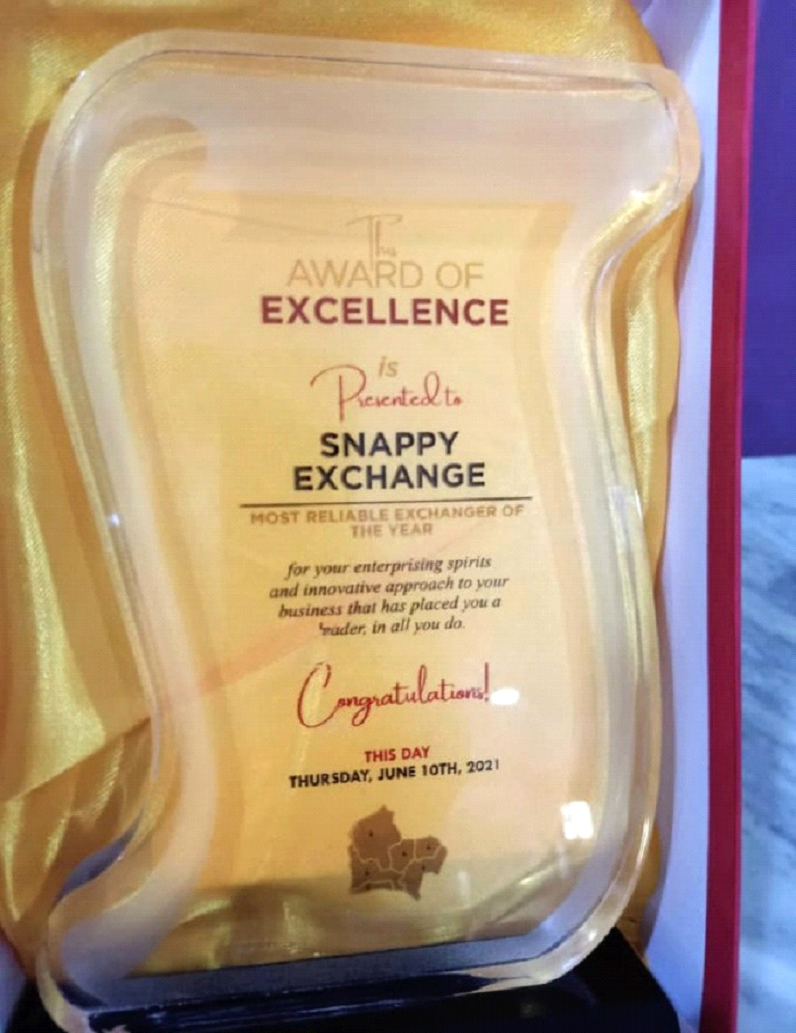 The
AWARD OF
EXCELLENCE
is
Presented to
SNAPPY
EXCHANGE
MOST RELIABLE EXCHANGER OF
THE YEAR
for your enterprising spirits
and innovative approach to your
business that has placed you a
leader, in all you do.
Congratulations!
THIS DAY
THURSDAY, JUNE 10TH, 2021